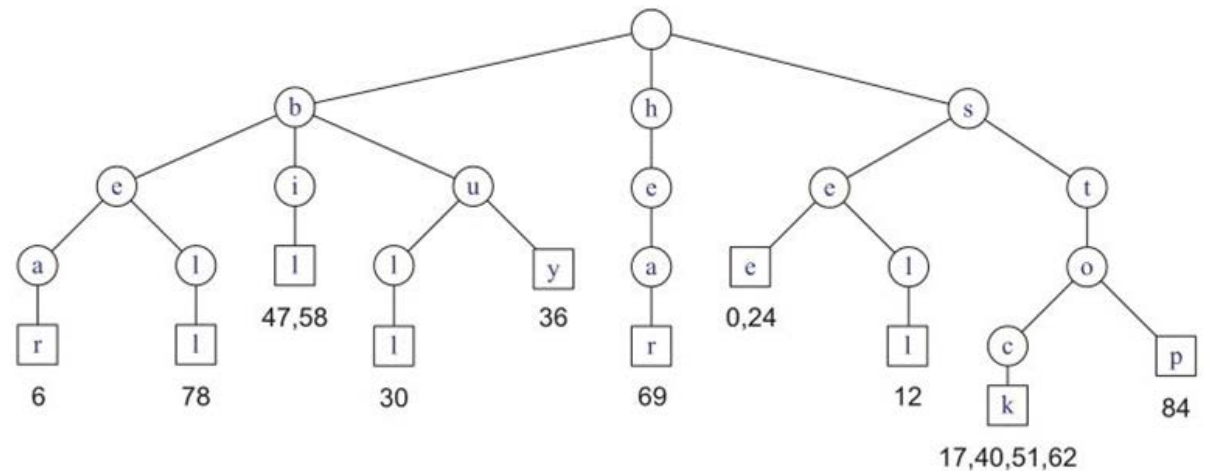 b h s
e i u e e t
a l l l y a e l o
47,58 36 0,24
r l l r l c p
6 78 30 69 12 k 84
17,40,51,62